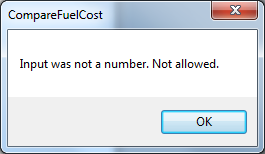 CompareFuelCost
Input was not a number. Not allowed.
OK